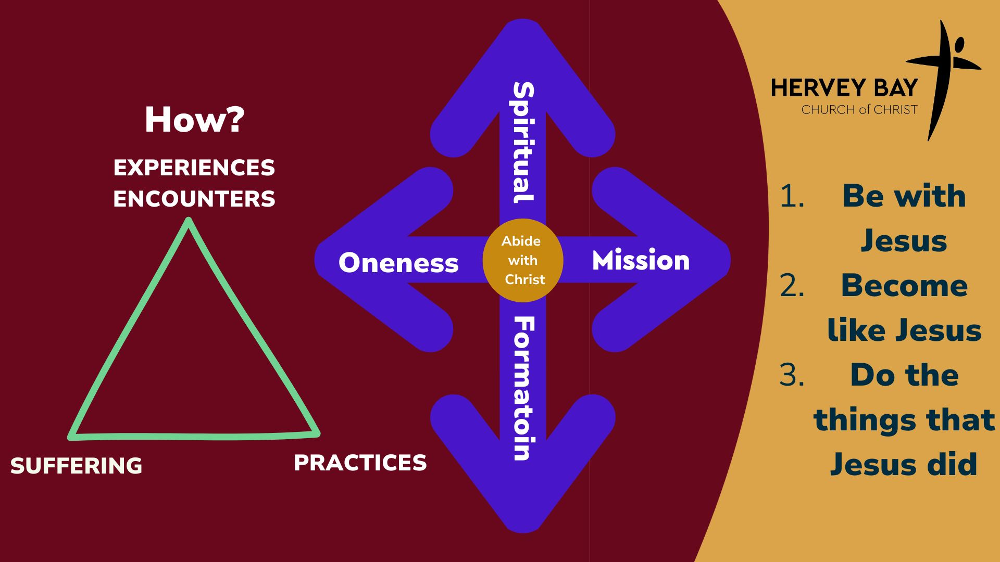 How?
EXPERIENCES
ENCOUNTERS
SUFFERING
PRACTICES
Spiritual
Oneness
Abide
with
Christ
Mission
Formatoin
HERVEY BAY
CHURCH of CHRIST
1. Be with
Jesus
2. Become
like Jesus
3. Do the
things that
Jesus did